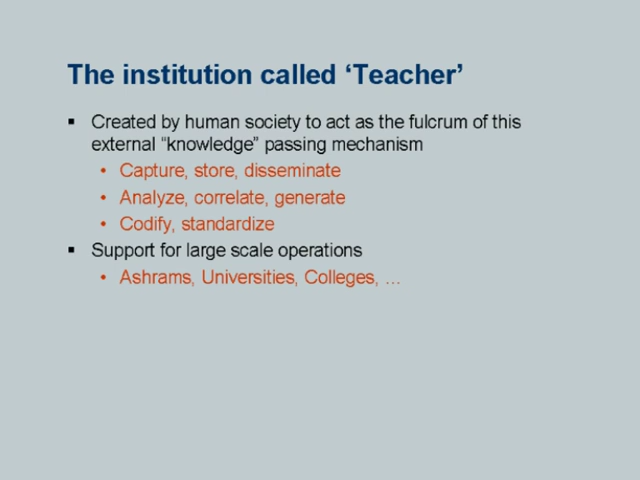 The institution called ‘Teacher’
▪ Created by human society to act as the fulcrum of this
external “knowledge” passing mechanism
• Capture, store, disseminate
• Analyze, correlate, generate
• Codify, standardize
▪ Support for large scale operations
• Ashrams, Universities, Colleges, …